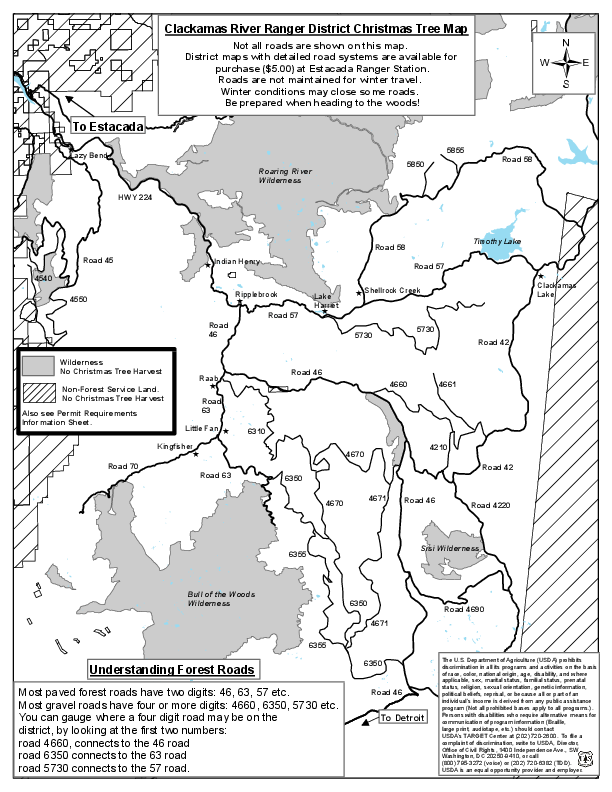 Clackamas River Ranger District Christmas Tree Map
Not all roads are shown on this map.
District maps with detailed road systems are available for
purchase ($5.00) at Estacada Ranger Station.
Roads are not maintained for winter travel.
Winter conditions may close some roads.
Be prepared when heading to the woods!
N
W E
S
To Estacada
Lazy Bend
HWY 224
Roaring River
Wilderness
5850
5855
Road 58
Road 45
4540
4550
Indian Henry
Ripplebrook
Lake
Harriet
Shellrock Creek
Road 58
Road 57
Timothy Lake
Clackamas
Lake
Road 57
5730
5730
Road 42
Road
46
Wilderness
No Christmas Tree Harvest
Non-Forest Service Land.
No Christmas Tree Harvest
Also see Permit Requirements
Information Sheet.
Raab
Road
63
Road 46
4660
4661
Little Fan
6310
Kingfisher
4210
Road 70
Road 63
4670
6350
4670
4671
Road 42
Road 46
Road 4220
Sisi Wilderness
6355
Bull of the Woods
Wilderness
6350
4671
Road 4690
6355
6350
Road 46
To Detroit
Understanding Forest Roads
Most paved forest roads have two digits: 46, 63, 57 etc.
Most gravel roads have four or more digits: 4660, 6350, 5730 etc.
You can gauge where a four digit road may be on the
district, by looking at the first two numbers:
road 4660, connects to the 46 road
road 6350 connects to the 63 road
road 5730 connects to the 57 road.
The U.S. Department of Agriculture (USDA) prohibits
discrimination in all its programs and activities on the basis
of race, color, national origin, age, disability, and where
applicable, sex, marital status, familial status, parental
status, religion, sexual orientation, genetic information,
political beliefs, reprisal, or because all or part of an
individual's income is derived from any public assistance
program (Not all prohibited bases apply to all programs.).
Persons with disabilities who require alternative means for
communication of program information (Braille,
large print, audiotape, etc.) should contact
USDA's TARGET Center at (202) 720-2600. To file a
complaint of discrimination, write to USDA, Director,
Office of Civil Rights, 1400 Independence Ave., SW
Washington, DC 20250-9410, or call
(800) 795-3272 (voice) or (202) 720-6382 (TDD).
USDA is an equal opportunity provider and employer.